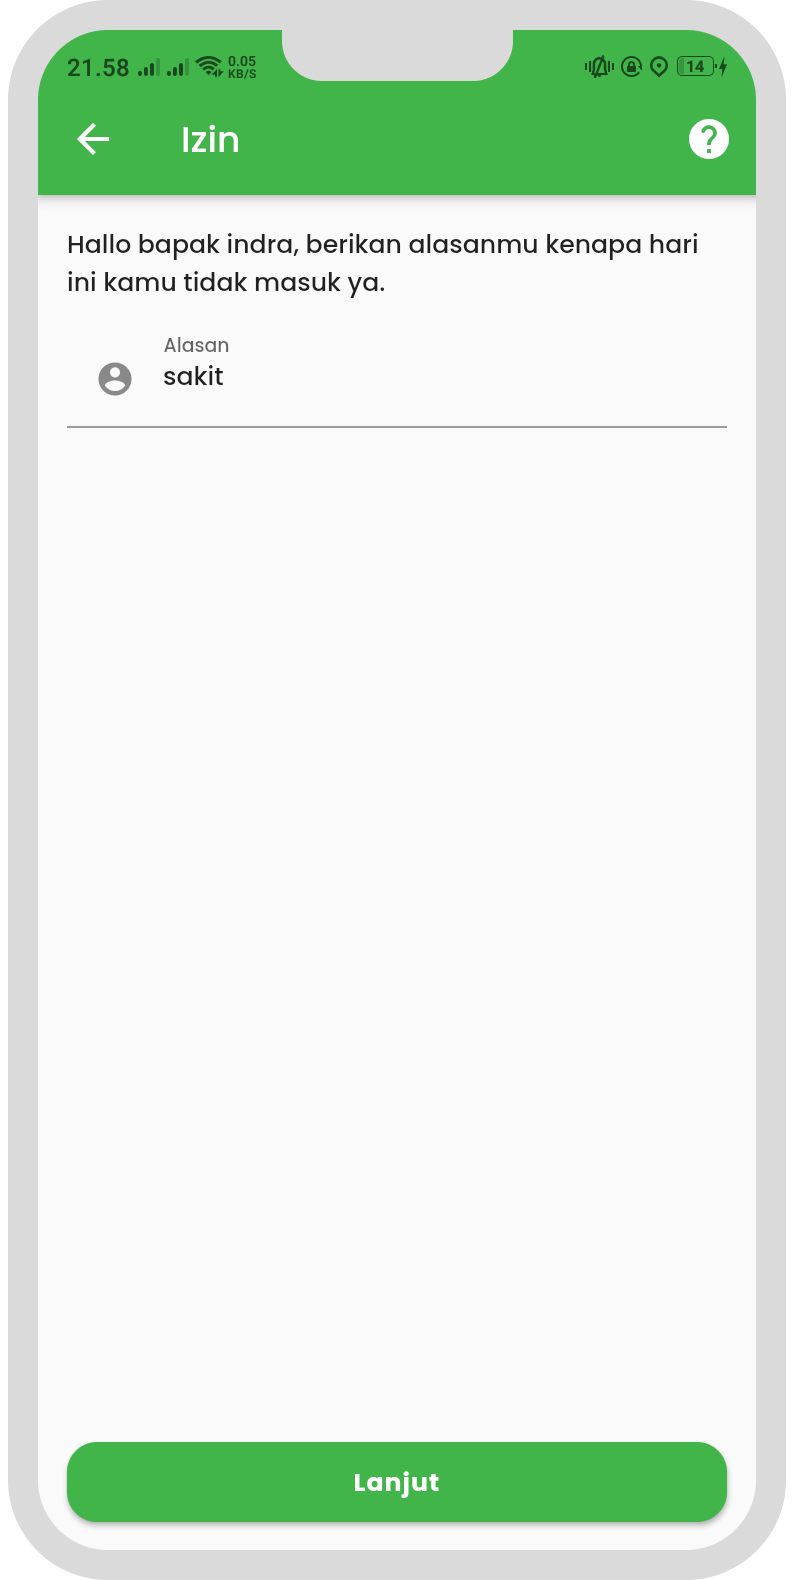 21.58 0.05 KB/S 14
Izin
Hallo bapak indra, berikan alasanmu kenapa hari
ini kamu tidak masuk ya.
Alasan
sakit
Lanjut